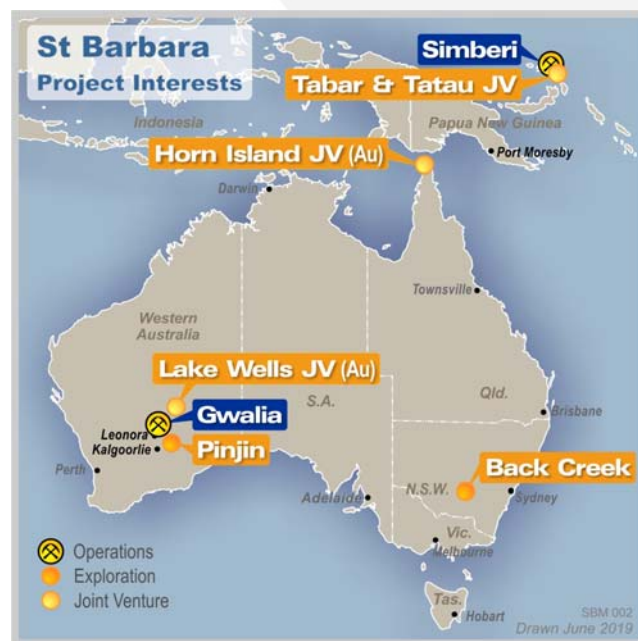 St Barbara
Project Interests
Simberi
Tabar & Tatau JV
Indonesia
Papua New Guinea
Port Moresby
Horn Island JV (Au)
Darwin
Townsville
Western
Australia
Lake Wells JV (Au)
S.A.
Qld.
Gwalia
Brisbane
Leonora
Kalgoorlie
Pinjin
Perth
Back Creek
N.S.W.
Adelaide
Sydney
Vic.
Melbourne
Operations
Exploration
Joint Venture
Tas.
Hobart
SBM 002
Drawn June 2019